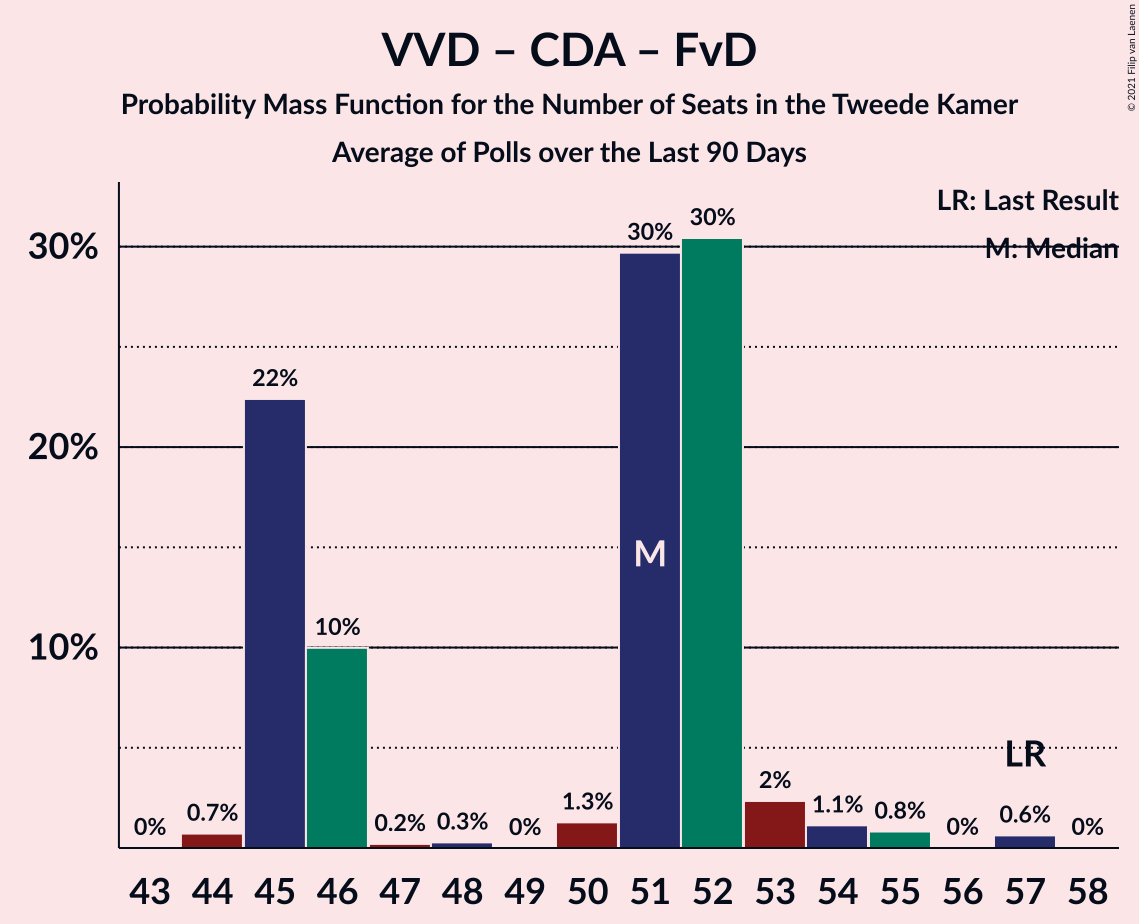 VVD – CDA – FvD
Probability Mass Function for the Number of Seats in the Tweede Kamer
Average of Polls over the Last 90 Days
© 2021 Filip van Laenen
LR: Last Result
M: Median
30%
20%
10%
0%
0.7%
22%
10%
0.2%
0.3%
0%
1.3%
30%
30%
2%
1.1%
0.8%
0%
0.6%
0%
M
LR
43 44 45 46 47 48 49 50 51 52 53 54 55 56 57 58